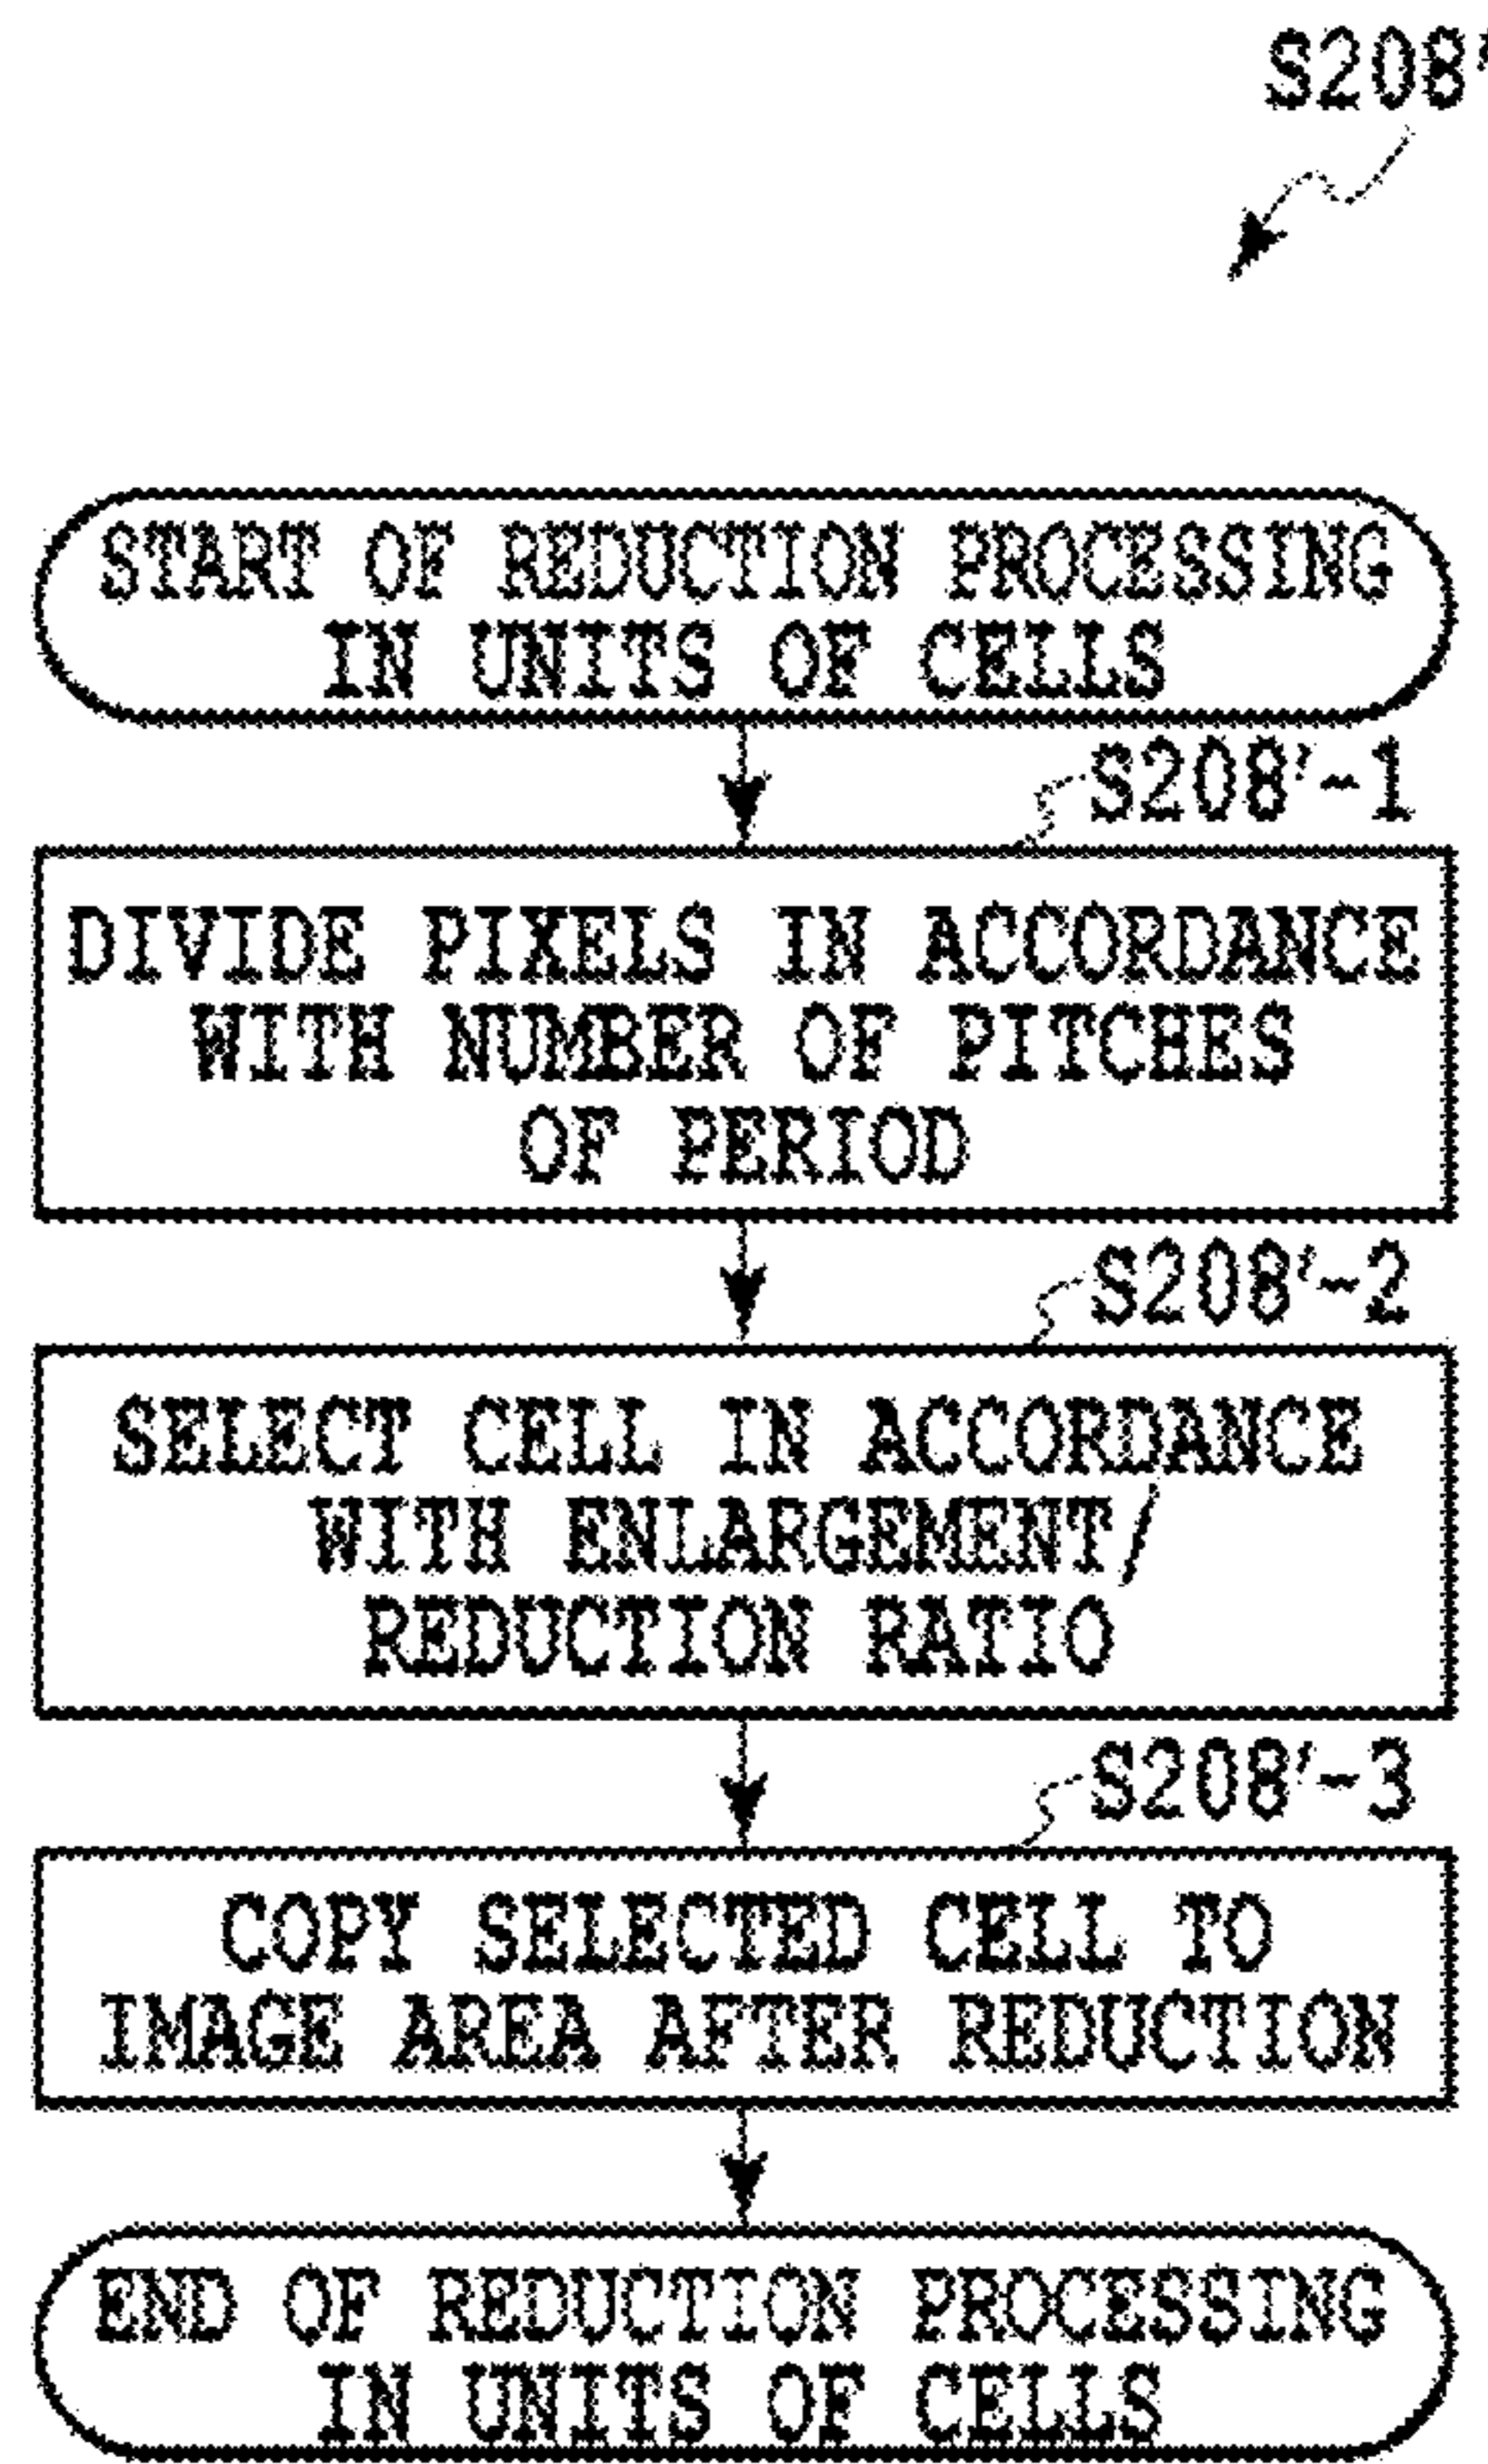 S208'
START OF REDUCTION PROCESSING
IN UNITS OF CELLS
S208'-1
DIVIDE PIXELS IN ACCORDANCE
WITH NUMBER OF PITCHES
OF PERIOD
S208'-2
SELECT CELL IN ACCORDANCE
WITH ENLARGEMENT/
REDUCTION RATIO
S208'-3
COPY SELECTED CELL TO
IMAGE AREA AFTER REDUCTION
END OF REDUCTION PROCESSING
IN UNITS OF CELLS